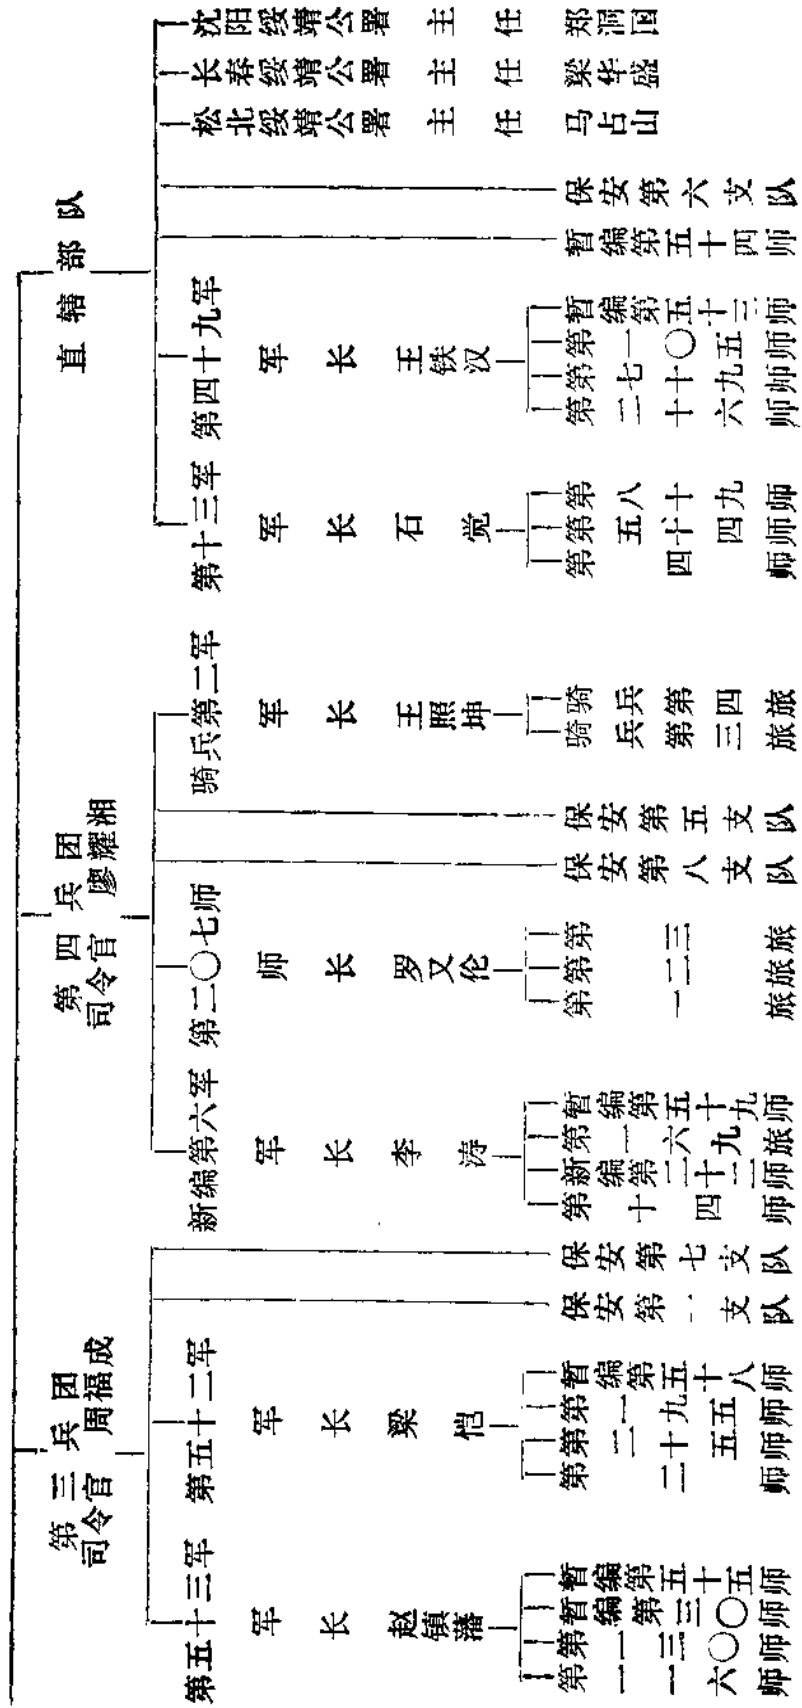 第三兵团
司令官周福成
第五十三军 军长 赵镇藩
第一一六师
第一三〇师
暂编第三〇师
暂编第五十五师
第五十二军 军长 梁恺
第二师
第二十五师
第一九五师
暂编第五十八师
保安第一支队
保安第七支队
第四兵团
司令官廖耀湘
新编第六军 军长 李涛
第十四师
新编第二十二师
第一六九旅
暂编第五十九师
第二〇七师 师长 罗又伦
第一旅
第二旅
第三旅
保安第八支队
保安第五支队
骑兵第二军 军长 王照坤
骑兵第三旅
骑兵第四旅
直辖部队
第十三军 军长 石觉
第四师
第五十四师
第八十九师
第四十九军 军长 王铁汉
第二十六师
第七十九师
第一〇五师
暂编第五十三师
暂编第五十四师
保安第六支队
松北绥靖公署 主任 马占山
长春绥靖公署 主任 梁华盛
沈阳绥靖公署 主任 郑洞国